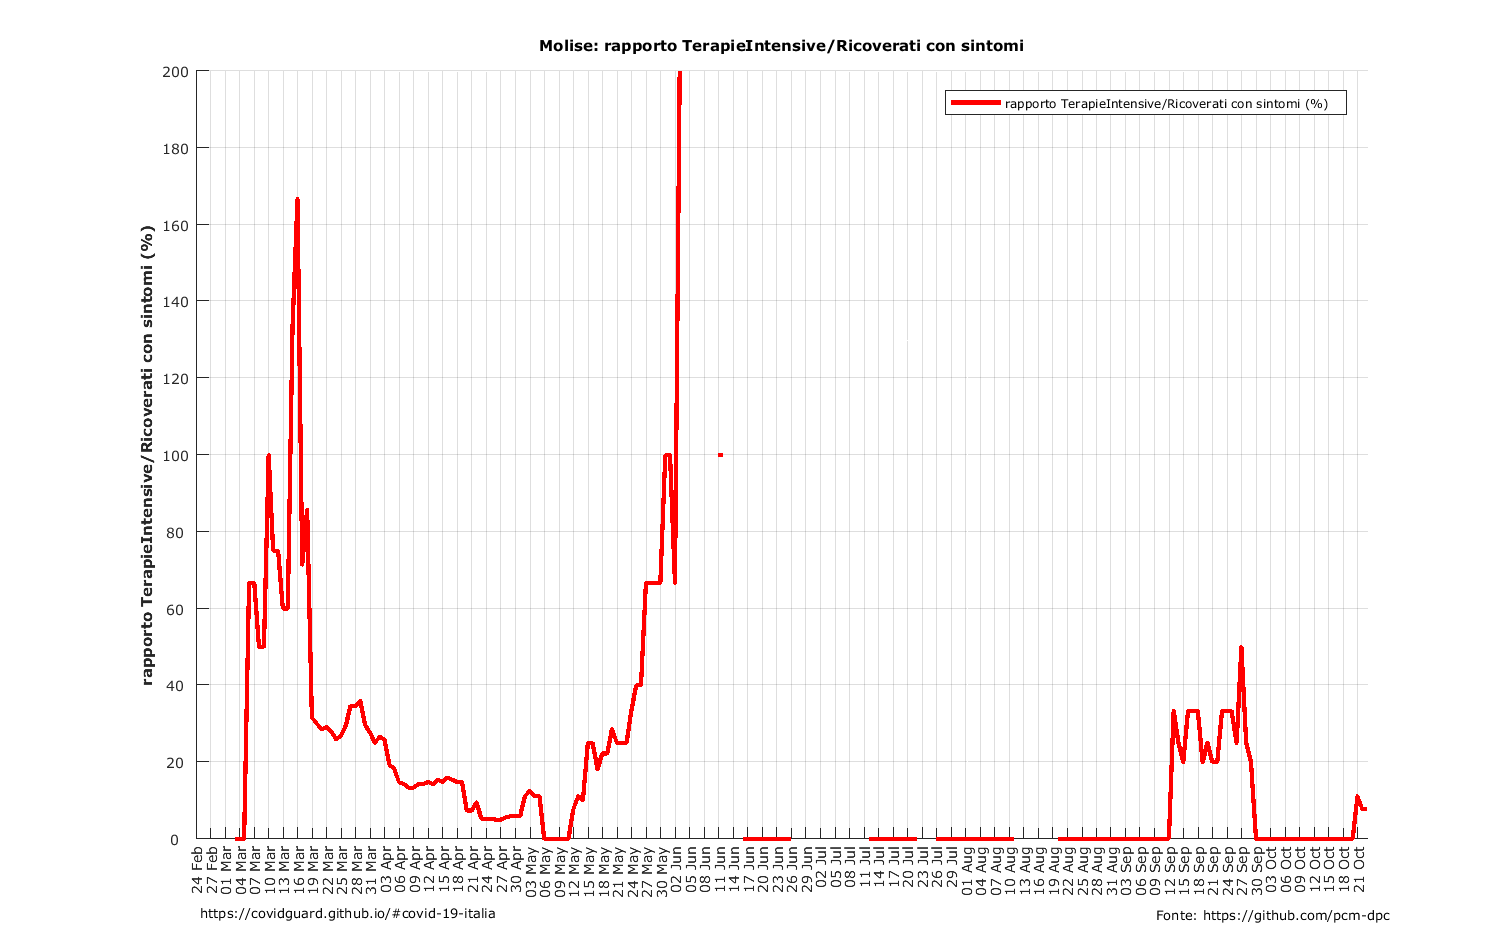 Molise: rapporto TerapieIntensive/Ricoverati con sintomi
rapporto TerapieIntensive/Ricoverati con sintomi (%)
rapporto TerapieIntensive/Ricoverati con sintomi (%)
200
180
160
140
120
100
80
60
40
20
0
24 Feb
27 Feb
01 Mar
04 Mar
07 Mar
10 Mar
13 Mar
16 Mar
19 Mar
22 Mar
25 Mar
28 Mar
31 Mar
03 Apr
06 Apr
09 Apr
12 Apr
15 Apr
18 Apr
21 Apr
24 Apr
27 Apr
30 Apr
03 May
06 May
09 May
12 May
15 May
18 May
21 May
24 May
27 May
30 May
02 Jun
05 Jun
08 Jun
11 Jun
14 Jun
17 Jun
20 Jun
23 Jun
26 Jun
29 Jun
02 Jul
05 Jul
08 Jul
11 Jul
14 Jul
17 Jul
20 Jul
23 Jul
26 Jul
29 Jul
01 Aug
04 Aug
07 Aug
10 Aug
13 Aug
16 Aug
19 Aug
22 Aug
25 Aug
28 Aug
31 Aug
03 Sep
06 Sep
09 Sep
12 Sep
15 Sep
18 Sep
21 Sep
24 Sep
27 Sep
30 Sep
03 Oct
06 Oct
09 Oct
12 Oct
15 Oct
18 Oct
21 Oct
https://covidguard.github.io/#covid-19-italia
Fonte: https://github.com/pcm-dpc